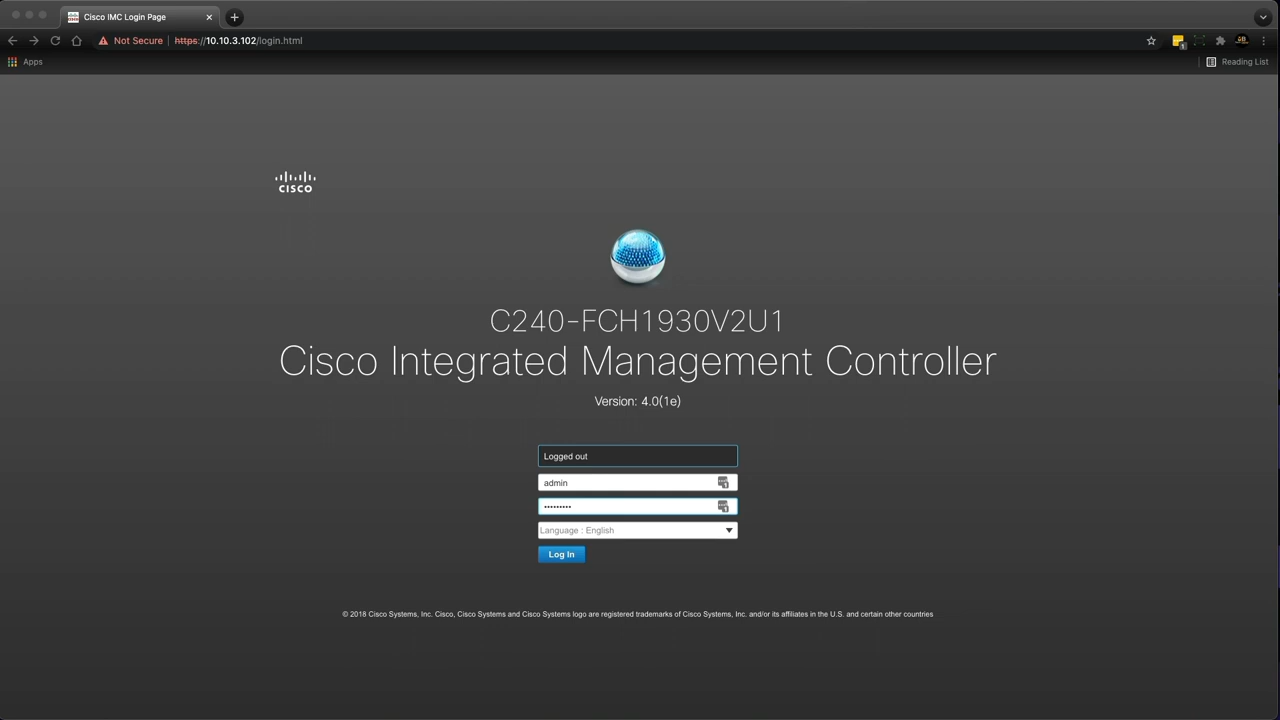 Cisco IMC Login Page
Not Secure https://10.10.3.102/login.html
Apps
Reading List
CISCO
C240-FCH1930V2U1
Cisco Integrated Management Controller
Version: 4.0(1e)
Logged out
admin
•••••••••
Language : English
Log In
© 2018 Cisco Systems, Inc. Cisco, Cisco Systems and Cisco Systems logo are registered trademarks of Cisco Systems, Inc. and/or its affiliates in the U.S. and certain other countries